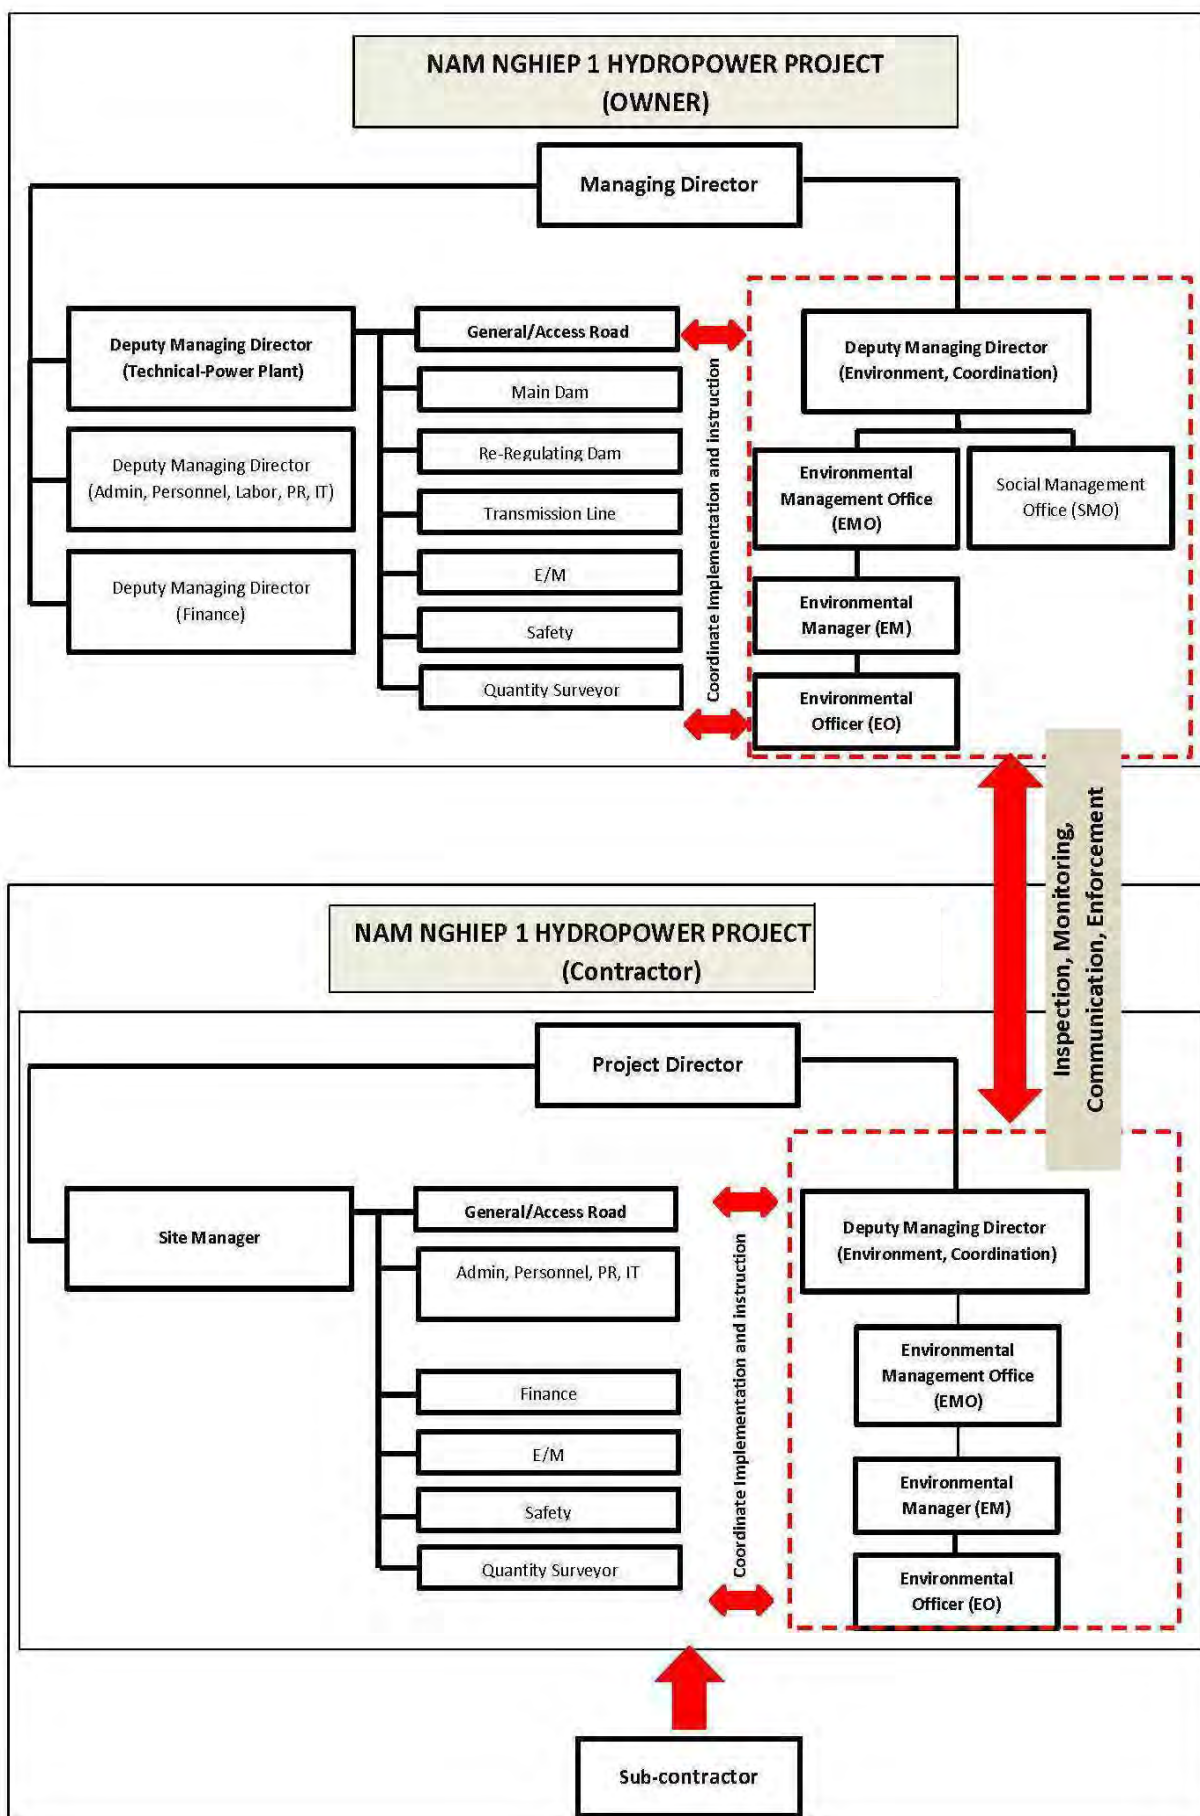 NAM NGHIEP 1 HYDROPOWER PROJECT
(OWNER)
Managing Director
Deputy Managing Director
(Technical-Power Plant)
Deputy Managing Director
(Admin, Personnel, Labor, PR, IT)
Deputy Managing Director
(Finance)
General/Access Road
Main Dam
Re-Regulating Dam
Transmission Line
E/M
Safety
Quantity Surveyor
Coordinate Implementation and instruction
Deputy Managing Director
(Environment, Coordination)
Environmental
Management Office
(EMO)
Social Management
Office (SMO)
Environmental
Manager (EM)
Environmental
Officer (EO)
Inspection, Monitoring,
Communication, Enforcement
NAM NGHIEP 1 HYDROPOWER PROJECT
(Contractor)
Project Director
Site Manager
General/Access Road
Admin, Personnel, PR, IT
Finance
E/M
Safety
Quantity Surveyor
Coordinate Implementation and instruction
Deputy Managing Director
(Environment, Coordination)
Environmental
Management Office
(EMO)
Environmental
Manager (EM)
Environmental
Officer (EO)
Sub-contractor